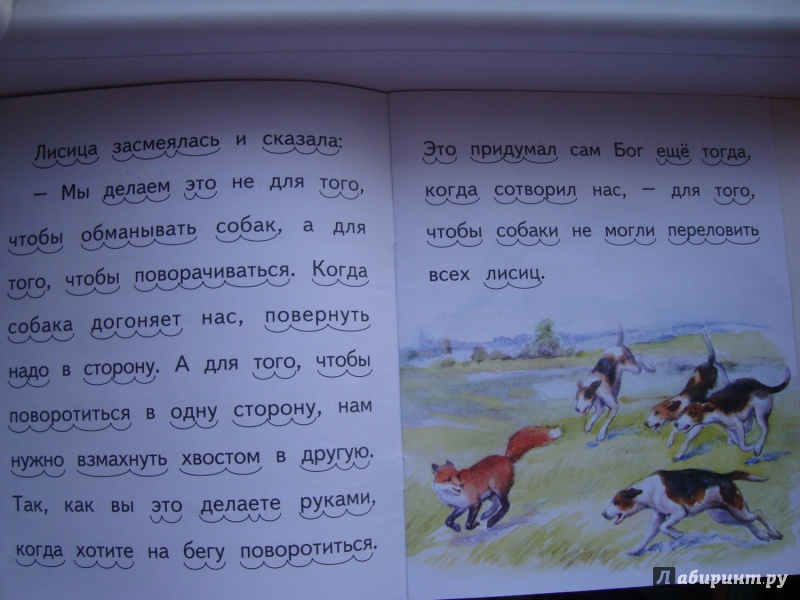 Лисица засмеялась и сказала:
— Мы делаем это не для того,
чтобы обманывать собак, а для
того, чтобы поворачиваться. Когда
собака догоняет нас, повернуть
надо в сторону. А для того, чтобы
поворотиться в одну сторону, нам
нужно взмахнуть хвостом в другую.
Так, как вы это делаете руками,
когда хотите на бегу поворотиться.
Это придумал сам Бог ещё тогда,
когда сотворил нас, — для того,
чтобы собаки не могли переловить
всех лисиц.
Лабиринт.ру